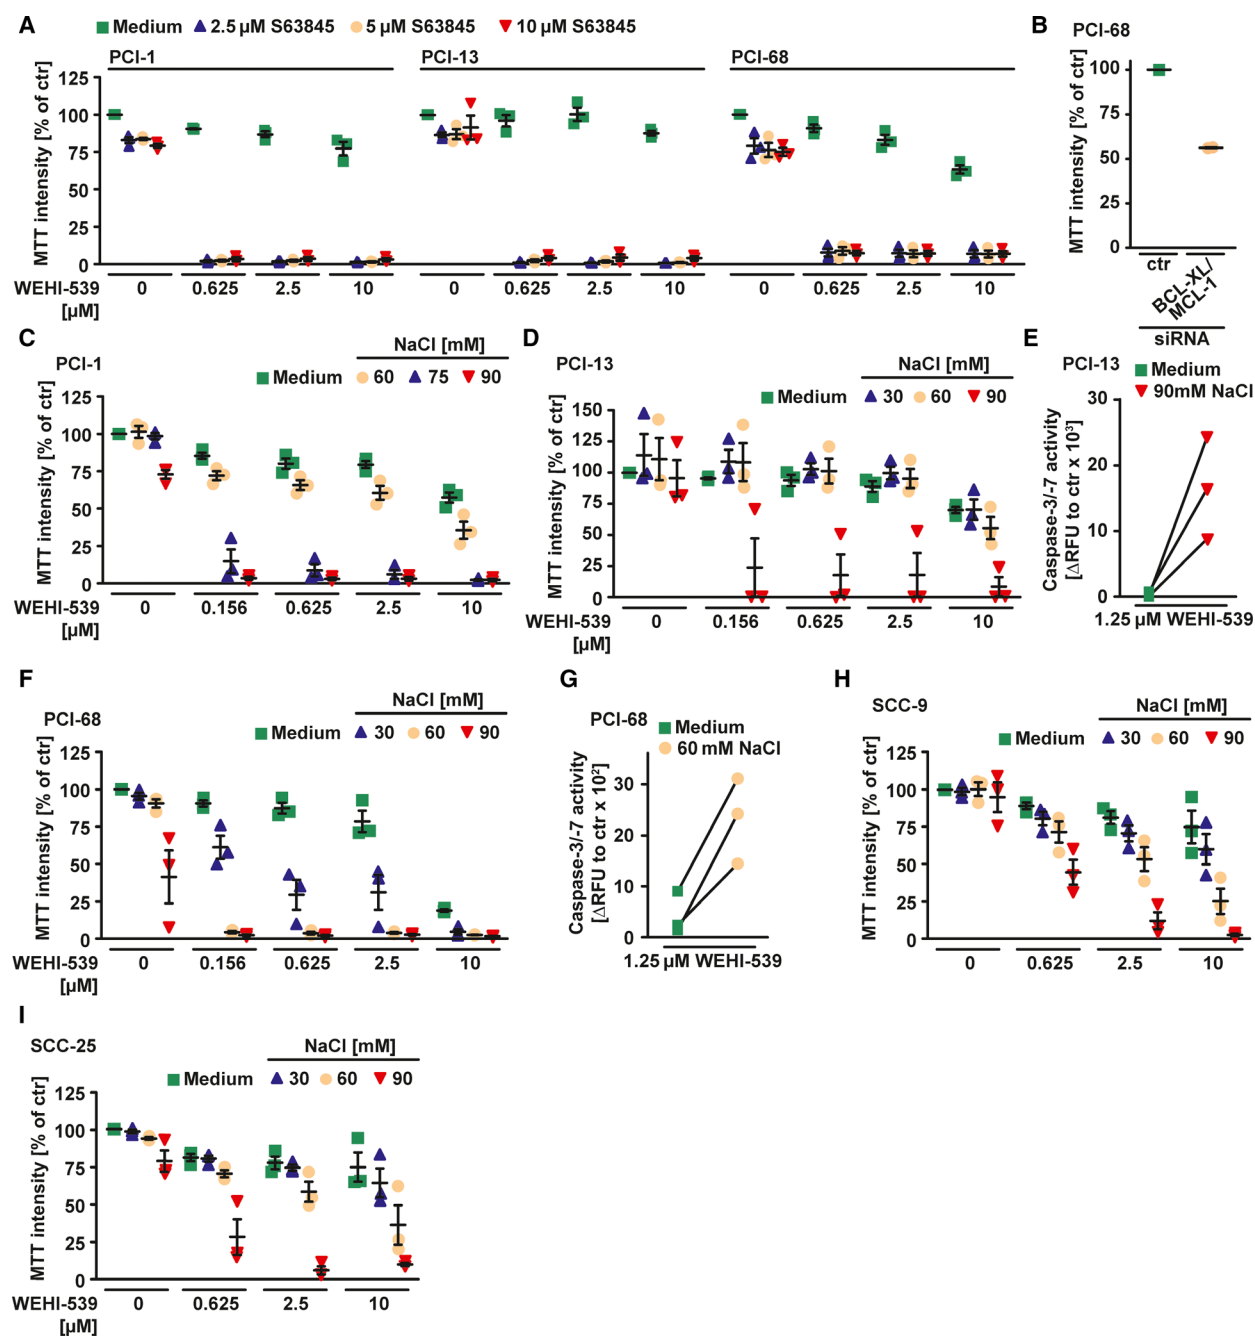 A
Medium 2.5 µM S63845 5 µM S63845 10 µM S63845
PCI-1 PCI-13 PCI-68
MTT intensity [% of ctr]
125
100
75
50
25
0
0 0.625 2.5 10 0 0.625 2.5 10 0 0.625 2.5 10
WEHI-539
[µM]
B
PCI-68
MTT intensity [% of ctr]
100
75
50
25
0
ctr
BCL-XL/
MCL-1
siRNA
C
PCI-1
NaCl [mM]
Medium 60 75 90
MTT intensity [% of ctr]
125
100
75
50
25
0
WEHI-539 0 0.156 0.625 2.5 10
[µM]
D
PCI-13
NaCl [mM]
Medium 30 60 90
MTT intensity [% of ctr]
150
125
100
75
50
25
0
WEHI-539 0 0.156 0.625 2.5 10
[µM]
E
PCI-13
Medium
90mM NaCl
Caspase-3/-7 activity
[△RFU to ctr x 10³]
30
20
10
0
1.25 µM WEHI-539
F
PCI-68
NaCl [mM]
Medium 30 60 90
MTT intensity [% of ctr]
125
100
75
50
25
0
WEHI-539 0 0.156 0.625 2.5 10
[µM]
G
PCI-68
Medium
60 mM NaCl
Caspase-3/-7 activity
[△RFU to ctr x 10²]
30
20
10
0
1.25 µM WEHI-539
H
SCC-9
NaCl [mM]
Medium 30 60 90
MTT intensity [% of ctr]
125
100
75
50
25
0
WEHI-539 0 0.625 2.5 10
[µM]
I
SCC-25
NaCl [mM]
Medium 30 60 90
MTT intensity [% of ctr]
125
100
75
50
25
0
WEHI-539 0 0.625 2.5 10
[µM]